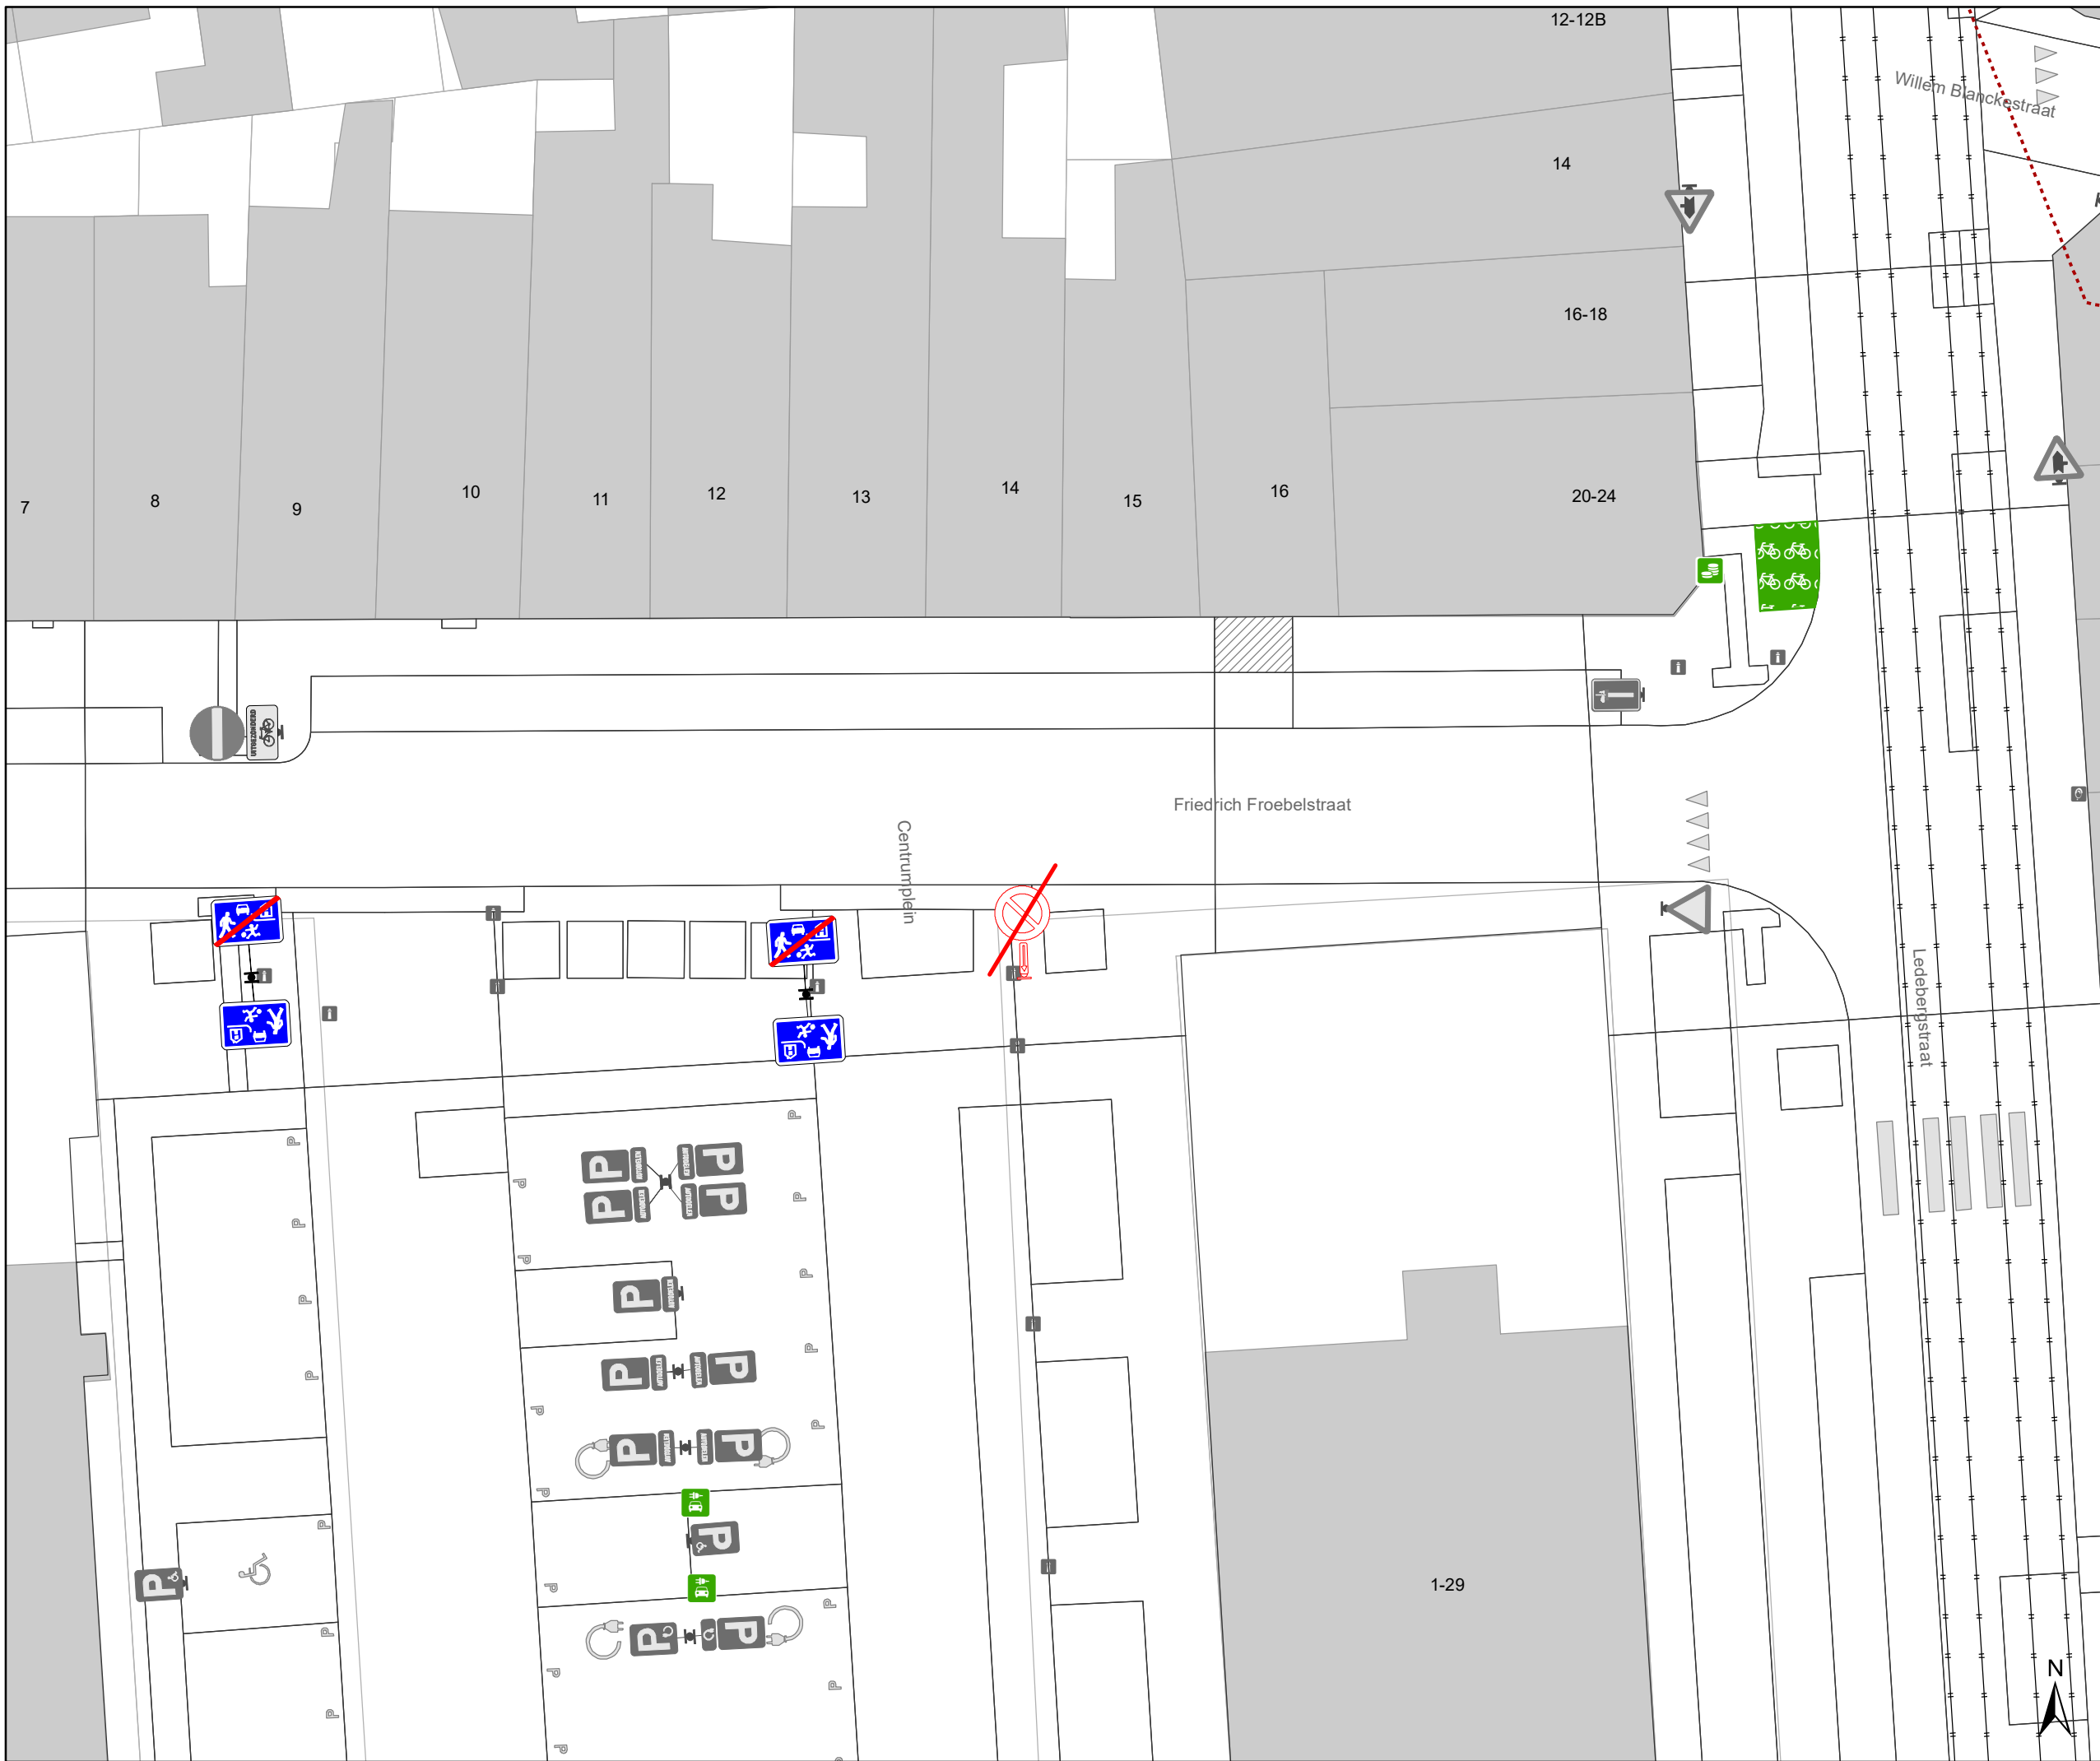 12-12B
Willem Blanckestraat
14
16-18
7
8
9
10
11
12
13
14
15
16
20-24
UITGEZONDERD
Friedrich Froebelstraat
Centrumplein
Ledebergstraat
P
P
P
P
P
P
P
P
P
P
P
P
P
1-29
N